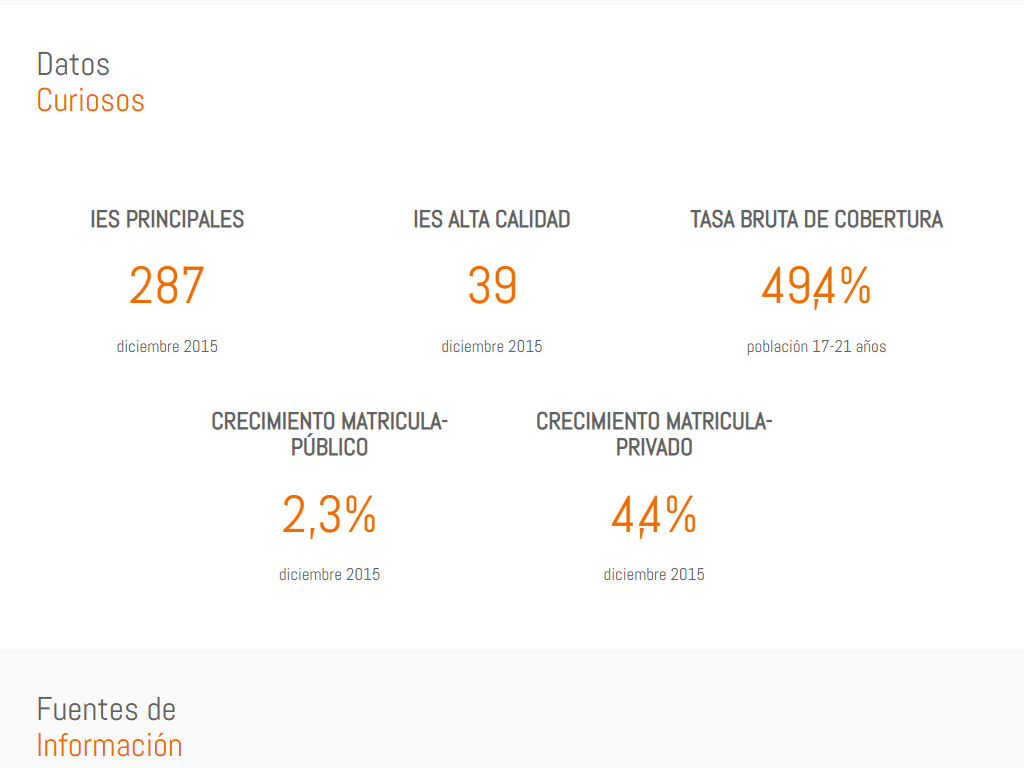 Datos
Curiosos
IES PRINCIPALES
287
diciembre 2015
IES ALTA CALIDAD
39
diciembre 2015
TASA BRUTA DE COBERTURA
49,4%
población 17-21 años
CRECIMIENTO MATRICULA-
PÚBLICO
2,3%
diciembre 2015
CRECIMIENTO MATRICULA-
PRIVADO
4,4%
diciembre 2015
Fuentes de
Información